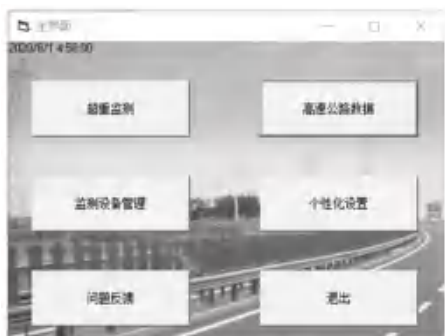 主界面
2020/6/1 4:58:00
超重监测
高速公路数据
监测设备管理
个性化设置
问题反馈
退出